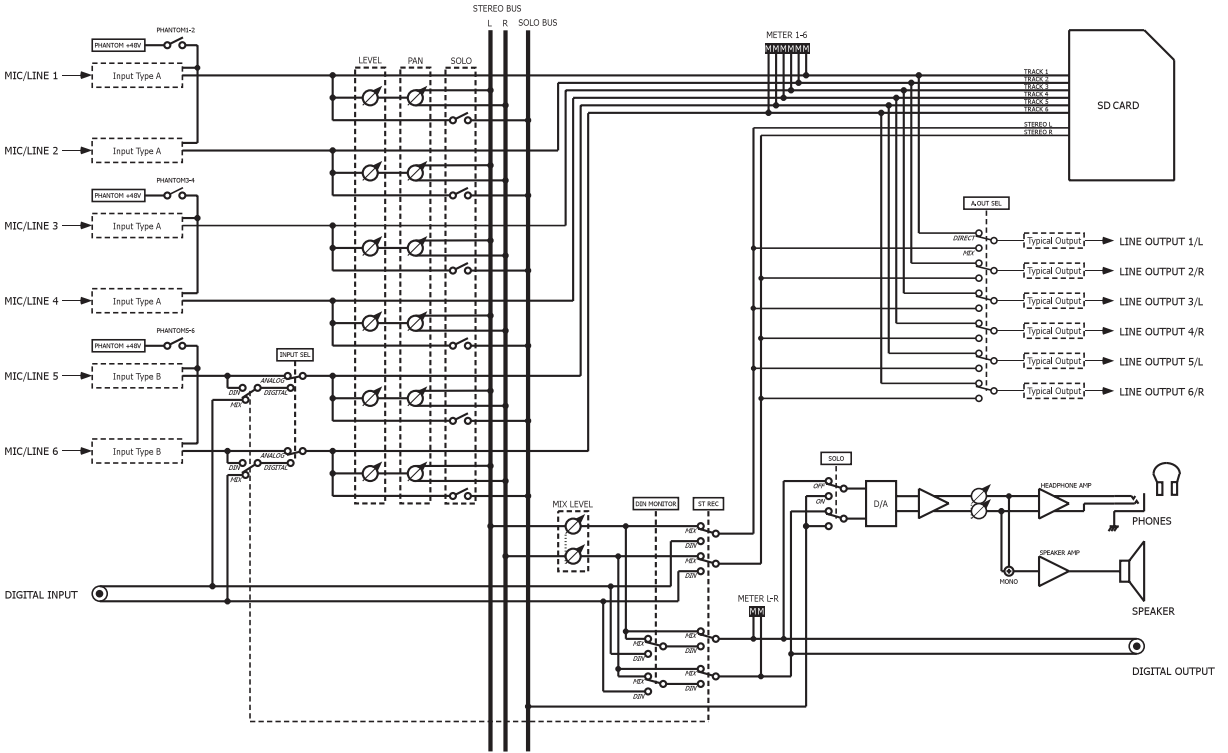 STEREO BUS
L R SOLO BUS
PHANTOM1-2
PHANTOM +48V
MIC/LINE 1
Input Type A
MIC/LINE 2
Input Type A
PHANTOM3-4
PHANTOM +48V
MIC/LINE 3
Input Type A
MIC/LINE 4
Input Type A
PHANTOM5-6
PHANTOM +48V
MIC/LINE 5
Input Type B
MIC/LINE 6
Input Type B
INPUT SEL
ANALOG
DIGITAL
DIN
MIX
ANALOG
DIGITAL
DIN
MIX
LEVEL PAN SOLO
METER 1-6
M M M M M M
TRACK 1
TRACK 2
TRACK 3
TRACK 4
TRACK 5
TRACK 6
STEREO L
STEREO R
SD CARD
A.OUT SEL
DIRECT
MIX
Typical Output LINE OUTPUT 1/L
Typical Output LINE OUTPUT 2/R
Typical Output LINE OUTPUT 3/L
Typical Output LINE OUTPUT 4/R
Typical Output LINE OUTPUT 5/L
Typical Output LINE OUTPUT 6/R
MIX LEVEL
DIN MONITOR
ST REC
MIX
DIN
MIX
DIN
SOLO
OFF
ON
D/A
HEADPHONE AMP
PHONES
SPEAKER AMP
MONO
SPEAKER
DIGITAL INPUT
METER L-R
M M
MIX
MIX
DIN
DIN
MIX
MIX
DIN
DIN
DIGITAL OUTPUT